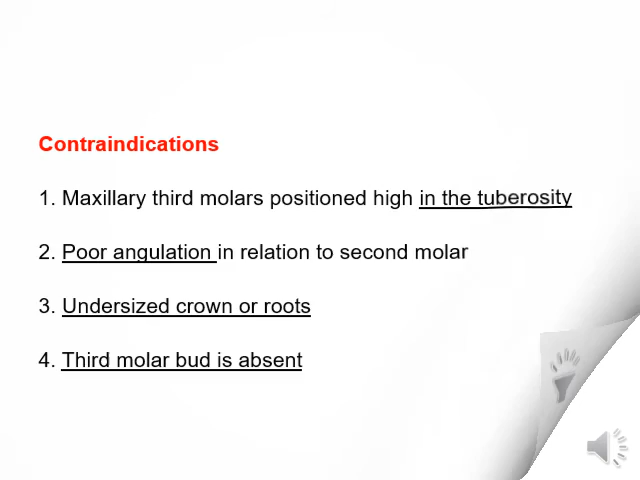 Contraindications
1. Maxillary third molars positioned high in the tuberosity
2. Poor angulation in relation to second molar
3. Undersized crown or roots
4. Third molar bud is absent